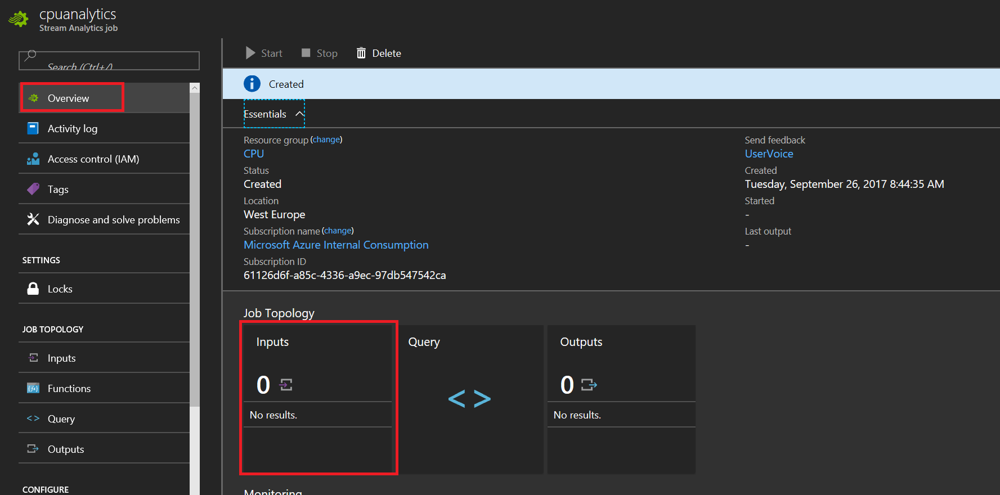 cpuanalytics
Stream Analytics job
Search (Ctrl+/)
Overview
Activity log
Access control (IAM)
Tags
Diagnose and solve problems
SETTINGS
Locks
JOB TOPOLOGY
Inputs
Functions
Query
Outputs
CONFIGURE
Start Stop Delete
Created
Essentials
Resource group (change)
CPU
Status
Created
Location
West Europe
Subscription name (change)
Microsoft Azure Internal Consumption
Subscription ID
61126d6f-a85c-4336-a9ec-97db547542ca
Send feedback
UserVoice
Created
Tuesday, September 26, 2017 8:44:35 AM
Started
-
Last output
-
Job Topology
Inputs
0
No results.
Query
< >
Outputs
0
No results.
Monitoring